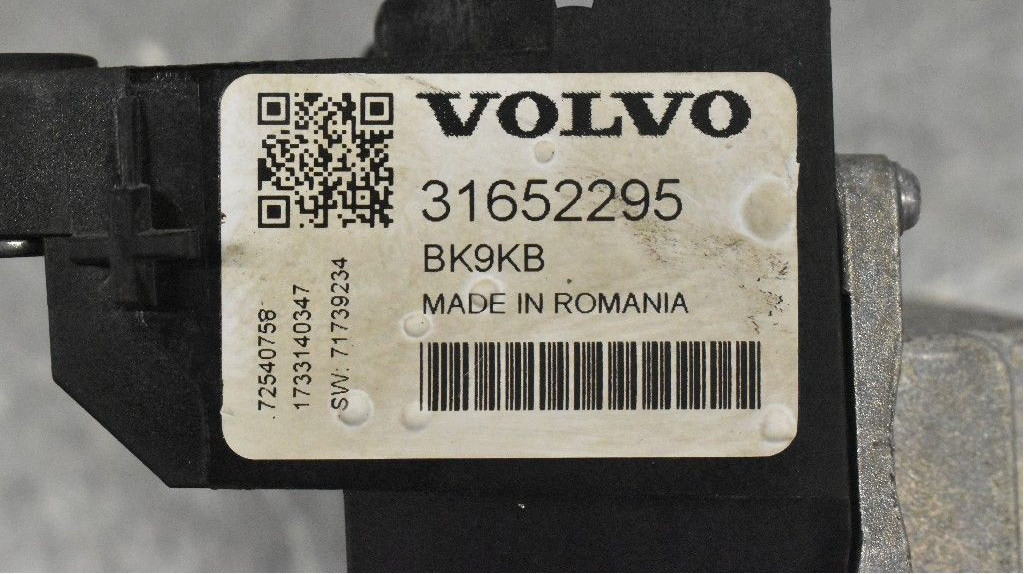 VOLVO
31652295
BK9KB
MADE IN ROMANIA
72540758
1733140347
SW: 71739234